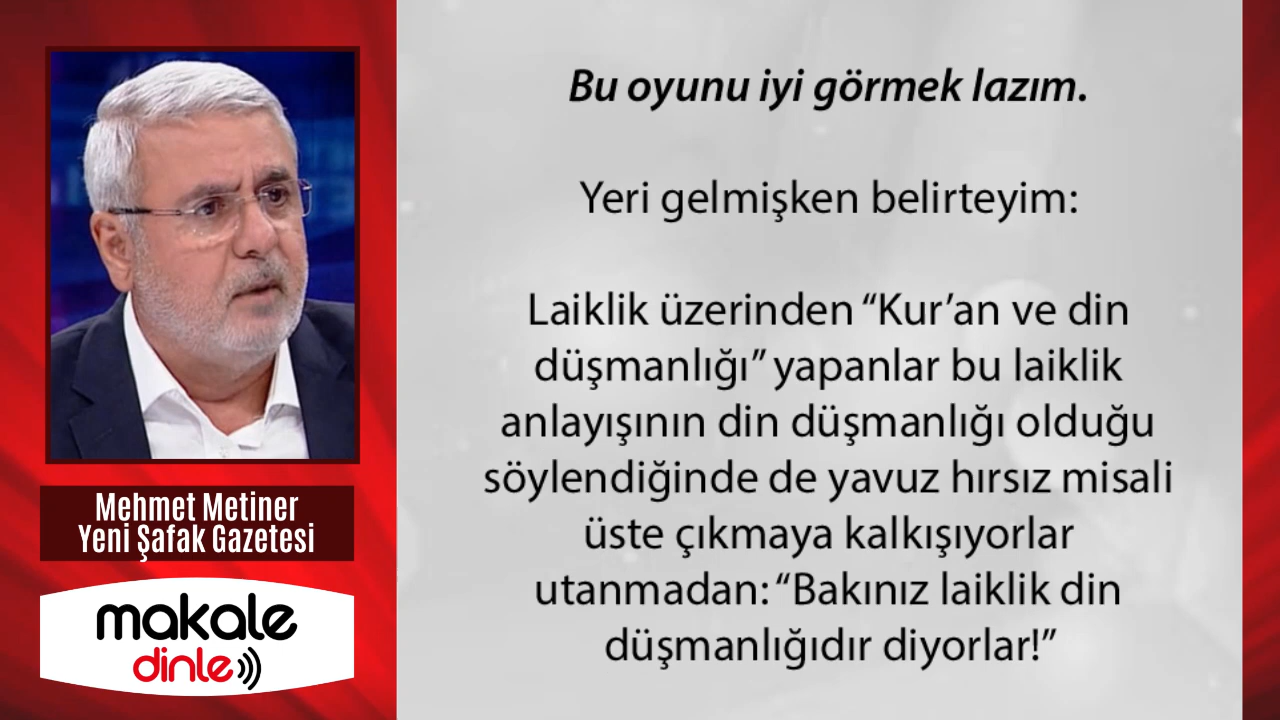 Bu oyunu iyi görmek lazım.
Yeri gelmişken belirteyim:
Laiklik üzerinden “Kur’an ve din
düşmanlığı” yapanlar bu laiklik
anlayışının din düşmanlığı olduğu
söylendiğinde de yavuz hırsız misali
üste çıkmaya kalkışıyorlar
utanmadan: “Bakınız laiklik din
düşmanlığıdır diyorlar!”
Mehmet Metiner
Yeni Şafak Gazetesi
makale
dinle